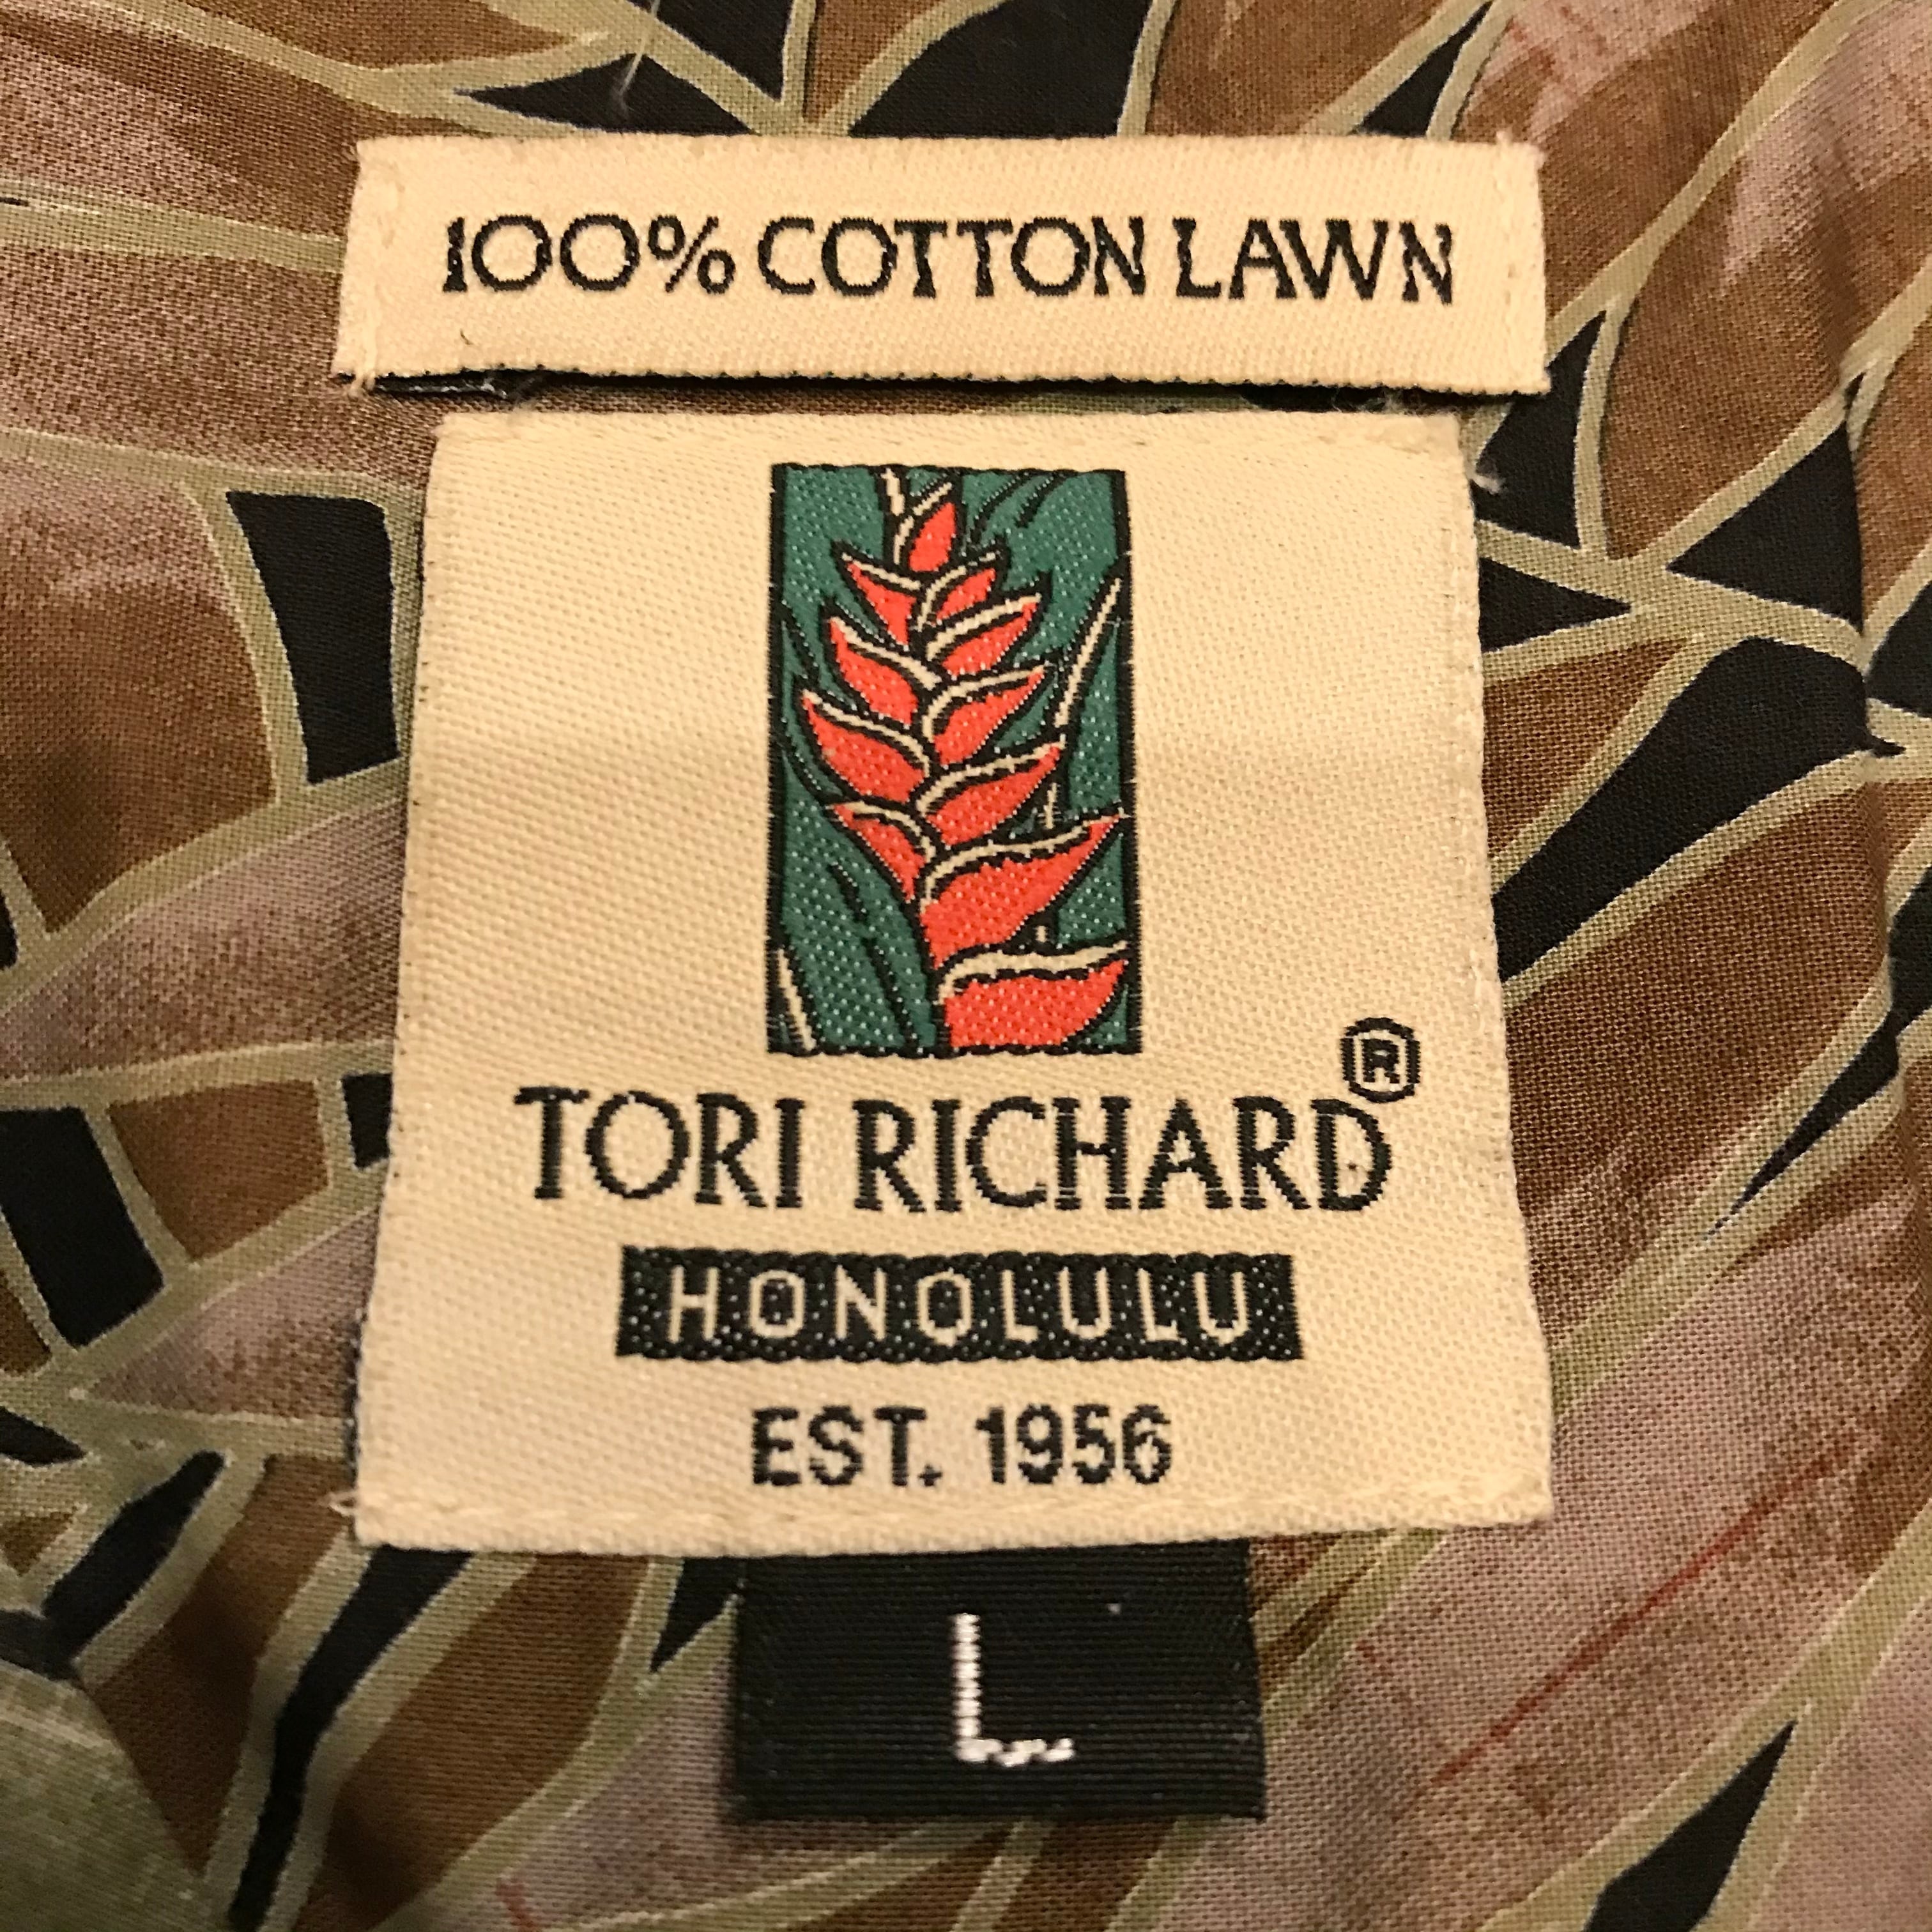 100% COTTON LAWN
TORI RICHARD®
HONOLULU
EST. 1956
L